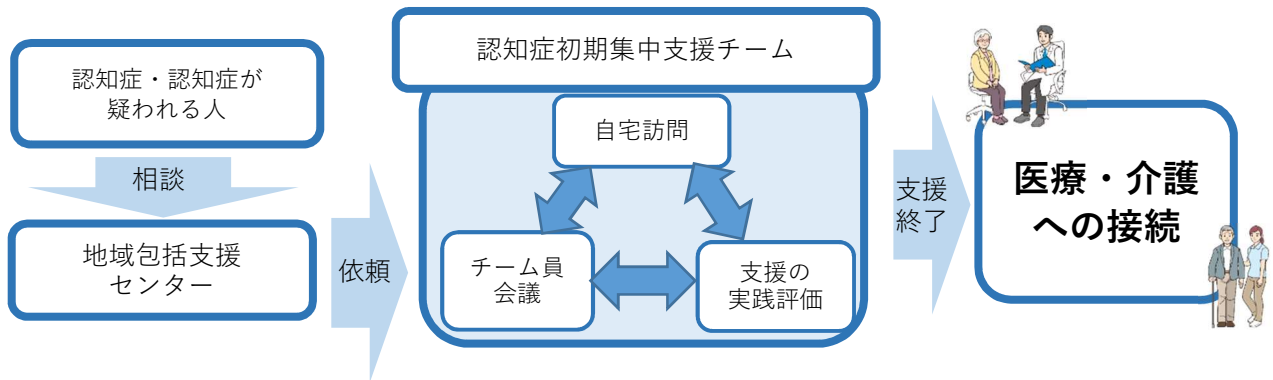 認知症・認知症が
疑われる人
相談
地域包括支援
センター
依頼
認知症初期集中支援チーム
自宅訪問
チーム員
会議
支援の
実践評価
支援
終了
医療・介護
への接続